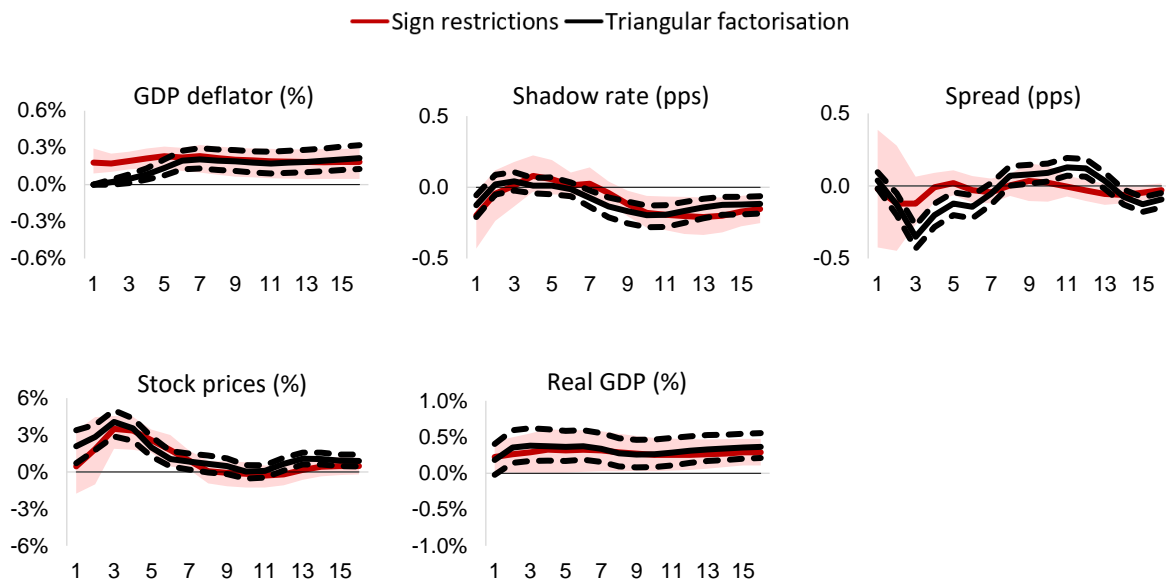 Sign restrictions Triangular factorisation
GDP deflator (%)
0.6%
0.3%
0.0%
-0.3%
-0.6%
1 3 5 7 9 11 13 15
Shadow rate (pps)
0.5
0.0
-0.5
1 3 5 7 9 11 13 15
Spread (pps)
0.5
0.0
-0.5
1 3 5 7 9 11 13 15
Stock prices (%)
6%
3%
0%
-3%
-6%
1 3 5 7 9 11 13 15
Real GDP (%)
1.0%
0.5%
0.0%
-0.5%
-1.0%
1 3 5 7 9 11 13 15